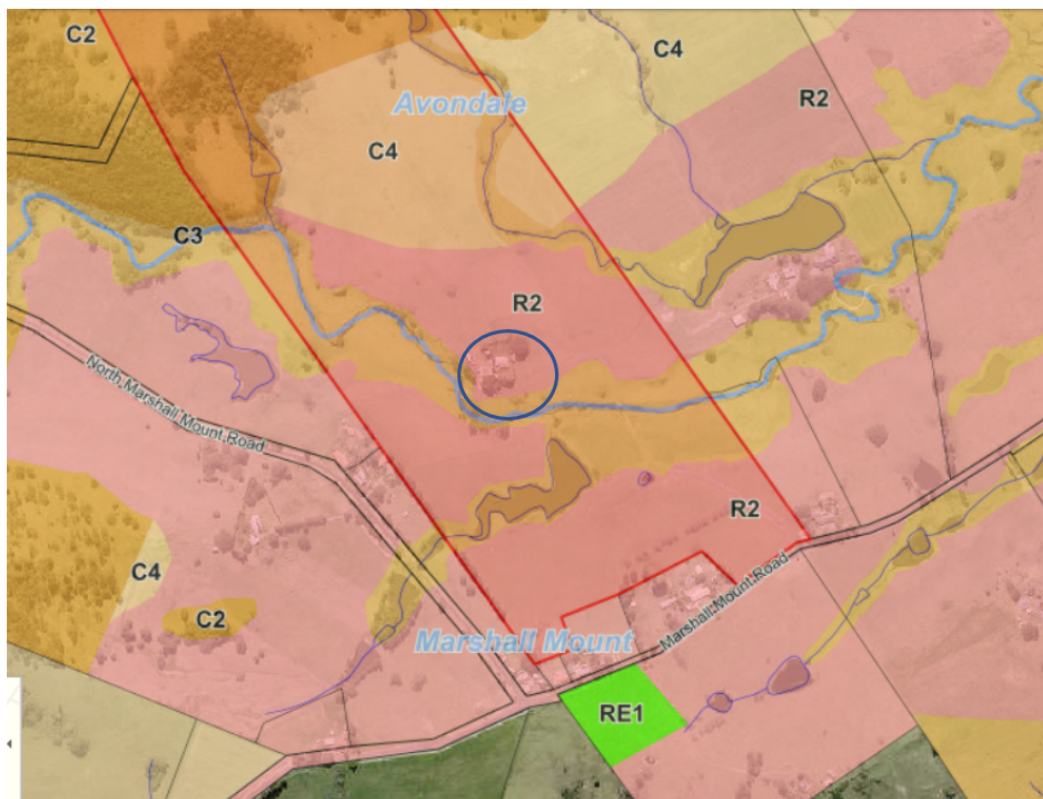 C2
C4
Avondale
R2
C4
C3
R2
North Marshall Mount Road
R2
C4
C2
Marshall Mount
Marshall Mount Road
RE1